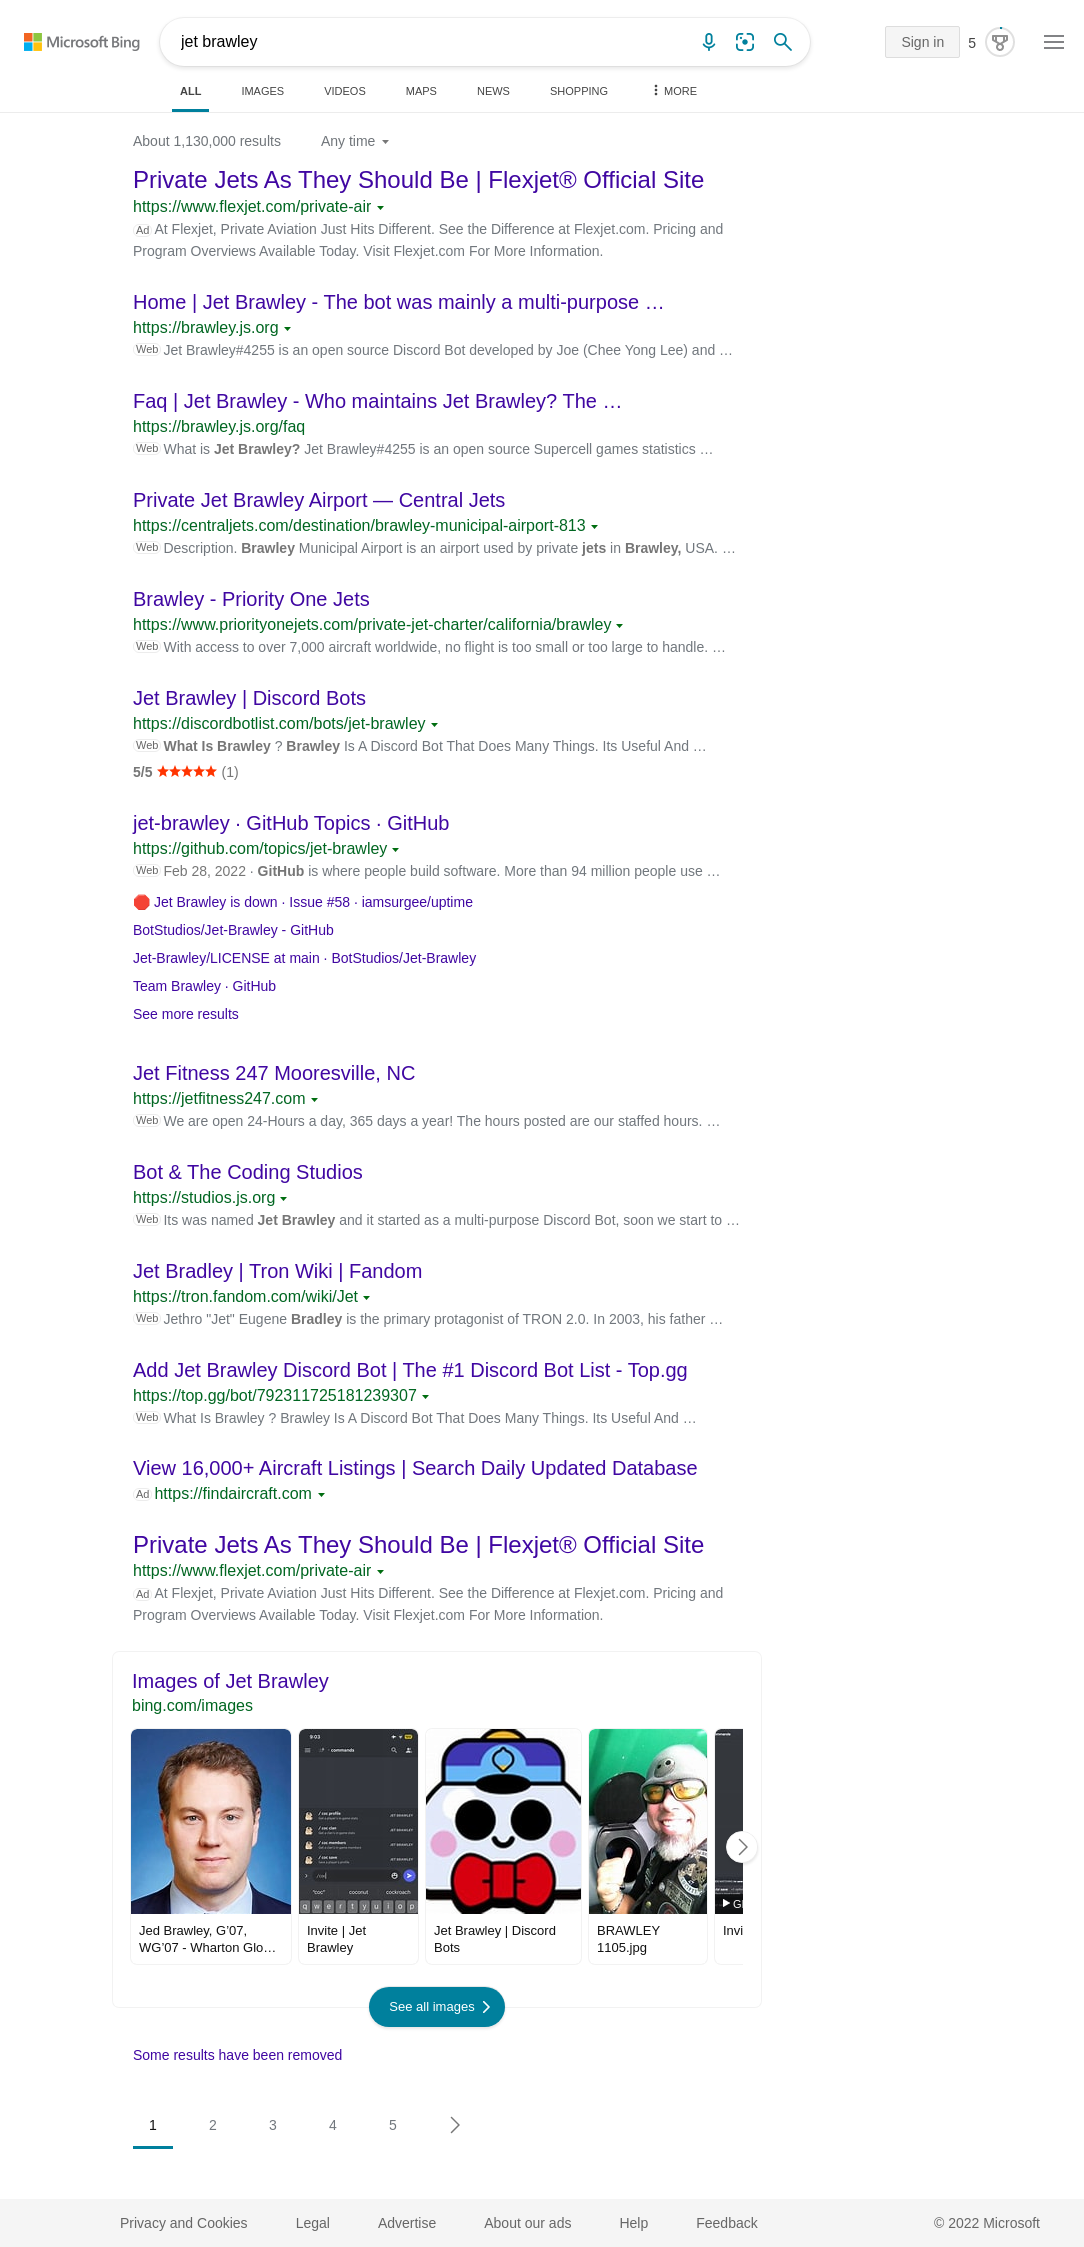 Microsoft Bing
jet brawley
Sign in
5
ALL
IMAGES
VIDEOS
MAPS
NEWS
SHOPPING
MORE
About 1,130,000 results
Any time
Private Jets As They Should Be | Flexjet® Official Site
https://www.flexjet.com/private-air
Ad At Flexjet, Private Aviation Just Hits Different. See the Difference at Flexjet.com. Pricing and
Program Overviews Available Today. Visit Flexjet.com For More Information.
Home | Jet Brawley - The bot was mainly a multi-purpose …
https://brawley.js.org
Web Jet Brawley#4255 is an open source Discord Bot developed by Joe (Chee Yong Lee) and …
Faq | Jet Brawley - Who maintains Jet Brawley? The …
https://brawley.js.org/faq
Web What is Jet Brawley? Jet Brawley#4255 is an open source Supercell games statistics …
Private Jet Brawley Airport — Central Jets
https://centraljets.com/destination/brawley-municipal-airport-813
Web Description. Brawley Municipal Airport is an airport used by private jets in Brawley, USA. …
Brawley - Priority One Jets
https://www.priorityonejets.com/private-jet-charter/california/brawley
Web With access to over 7,000 aircraft worldwide, no flight is too small or too large to handle. …
Jet Brawley | Discord Bots
https://discordbotlist.com/bots/jet-brawley
Web What Is Brawley ? Brawley Is A Discord Bot That Does Many Things. Its Useful And …
5/5 ★★★★★ (1)
jet-brawley · GitHub Topics · GitHub
https://github.com/topics/jet-brawley
Web Feb 28, 2022 · GitHub is where people build software. More than 94 million people use …
🛑 Jet Brawley is down · Issue #58 · iamsurgee/uptime
BotStudios/Jet-Brawley - GitHub
Jet-Brawley/LICENSE at main · BotStudios/Jet-Brawley
Team Brawley · GitHub
See more results
Jet Fitness 247 Mooresville, NC
https://jetfitness247.com
Web We are open 24-Hours a day, 365 days a year! The hours posted are our staffed hours. …
Bot & The Coding Studios
https://studios.js.org
Web Its was named Jet Brawley and it started as a multi-purpose Discord Bot, soon we start to …
Jet Bradley | Tron Wiki | Fandom
https://tron.fandom.com/wiki/Jet
Web Jethro "Jet" Eugene Bradley is the primary protagonist of TRON 2.0. In 2003, his father …
Add Jet Brawley Discord Bot | The #1 Discord Bot List - Top.gg
https://top.gg/bot/792311725181239307
Web What Is Brawley ? Brawley Is A Discord Bot That Does Many Things. Its Useful And …
View 16,000+ Aircraft Listings | Search Daily Updated Database
Ad https://findaircraft.com
Private Jets As They Should Be | Flexjet® Official Site
https://www.flexjet.com/private-air
Ad At Flexjet, Private Aviation Just Hits Different. See the Difference at Flexjet.com. Pricing and
Program Overviews Available Today. Visit Flexjet.com For More Information.
Images of Jet Brawley
bing.com/images
9:03
commands
/ coc profile
JET BRAWLEY
/ coc clan
JET BRAWLEY
/ coc members
JET BRAWLEY
/ coc save
JET BRAWLEY
/co
"coc" coconut cockroach
q w e r t y u i o p
G
Jed Brawley, G'07,
WG'07 - Wharton Glo…
Invite | Jet
Brawley
Jet Brawley | Discord
Bots
BRAWLEY
1105.jpg
Invi
See all images
Some results have been removed
1
2
3
4
5
Privacy and Cookies
Legal
Advertise
About our ads
Help
Feedback
© 2022 Microsoft